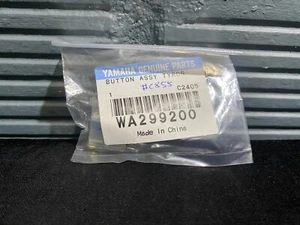 YAMAHA GENUINE PARTS
BUTTON ASSY
#C855
1 C2405
WA299200
Made in China